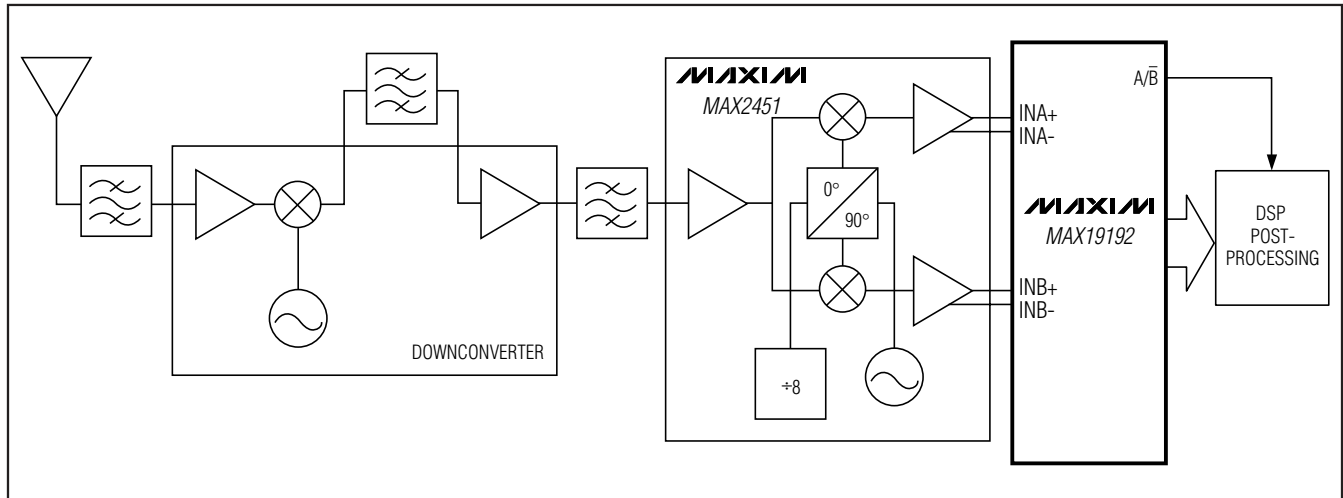 DOWNCONVERTER
MAXIM
MAX2451
0°
90°
÷8
INA+
INA-
INB+
INB-
A/B̅
MAXIM
MAX19192
DSP
POST-
PROCESSING